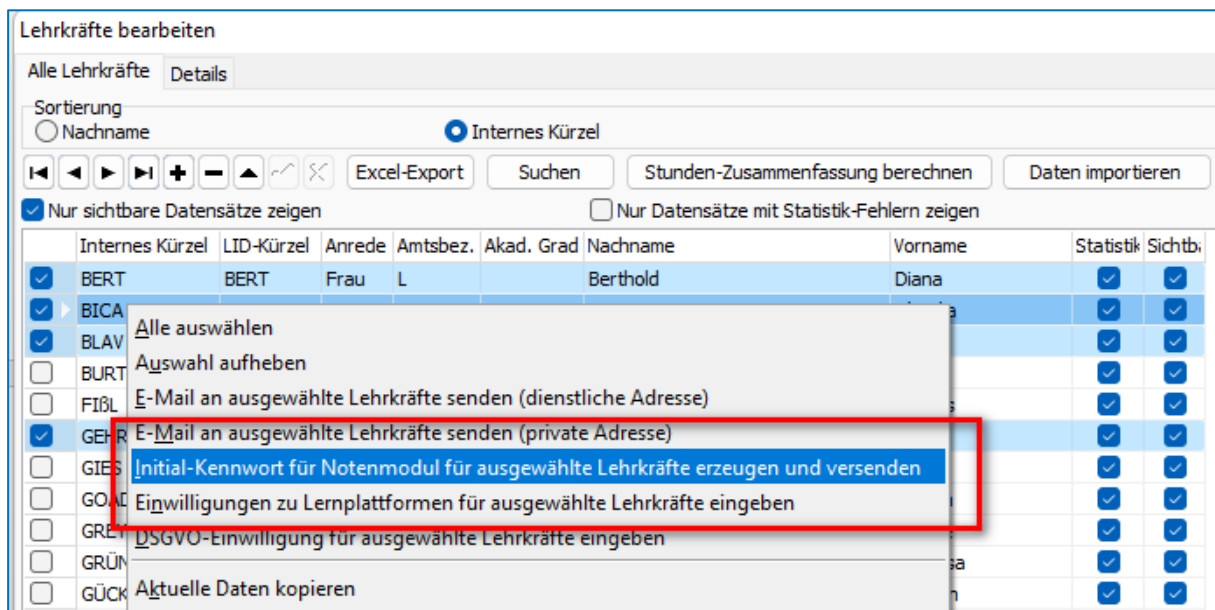 Lehrkräfte bearbeiten
Alle Lehrkräfte Details
Sortierung
Nachname Internes Kürzel
Excel-Export Suchen Stunden-Zusammenfassung berechnen Daten importieren
Nur sichtbare Datensätze zeigen Nur Datensätze mit Statistik-Fehlern zeigen
Internes Kürzel LID-Kürzel Anrede Amtsbez. Akad. Grad Nachname Vorname Statistik Sichtb
BERT BERT Frau L Berthold Diana
BICA
Alle auswählen
BLAV
Auswahl aufheben
BURT
E-Mail an ausgewählte Lehrkräfte senden (dienstliche Adresse)
FIßL
E-Mail an ausgewählte Lehrkräfte senden (private Adresse)
GEHR
Initial-Kennwort für Notenmodul für ausgewählte Lehrkräfte erzeugen und versenden
GIES
Einwilligungen zu Lernplattformen für ausgewählte Lehrkräfte eingeben
GOAD
DSGVO-Einwilligung für ausgewählte Lehrkräfte eingeben
GREY
GRÜN sa
Aktuelle Daten kopieren
GÜCK n